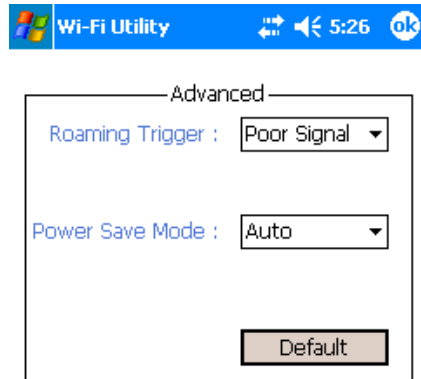 Wi-Fi Utility 5:26 ok
Advanced
Roaming Trigger : Poor Signal
Power Save Mode : Auto
Default